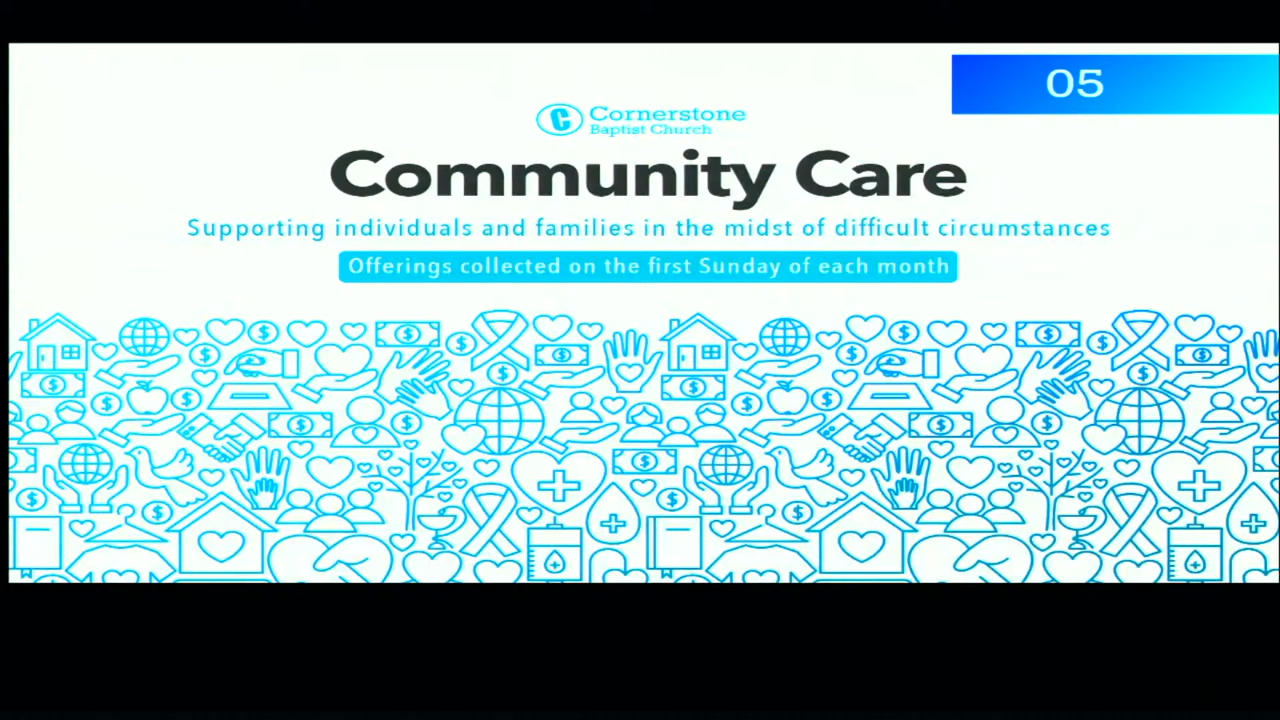 05
Cornerstone
Baptist Church
Community Care
Supporting individuals and families in the midst of difficult circumstances
Offerings collected on the first Sunday of each month